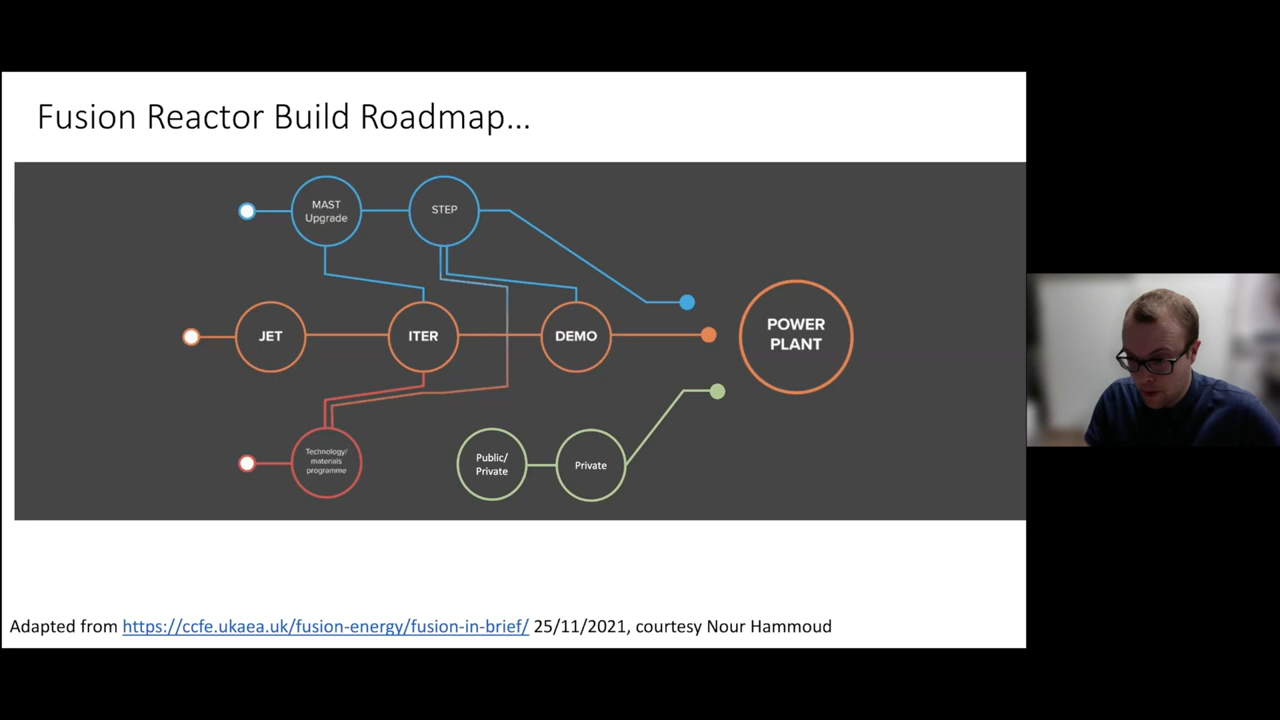 Fusion Reactor Build Roadmap...
MAST
Upgrade
STEP
JET
ITER
DEMO
POWER
PLANT
Technology/
materials
programme
Public/
Private
Private
Adapted from https://ccfe.ukaea.uk/fusion-energy/fusion-in-brief/ 25/11/2021, courtesy Nour Hammoud